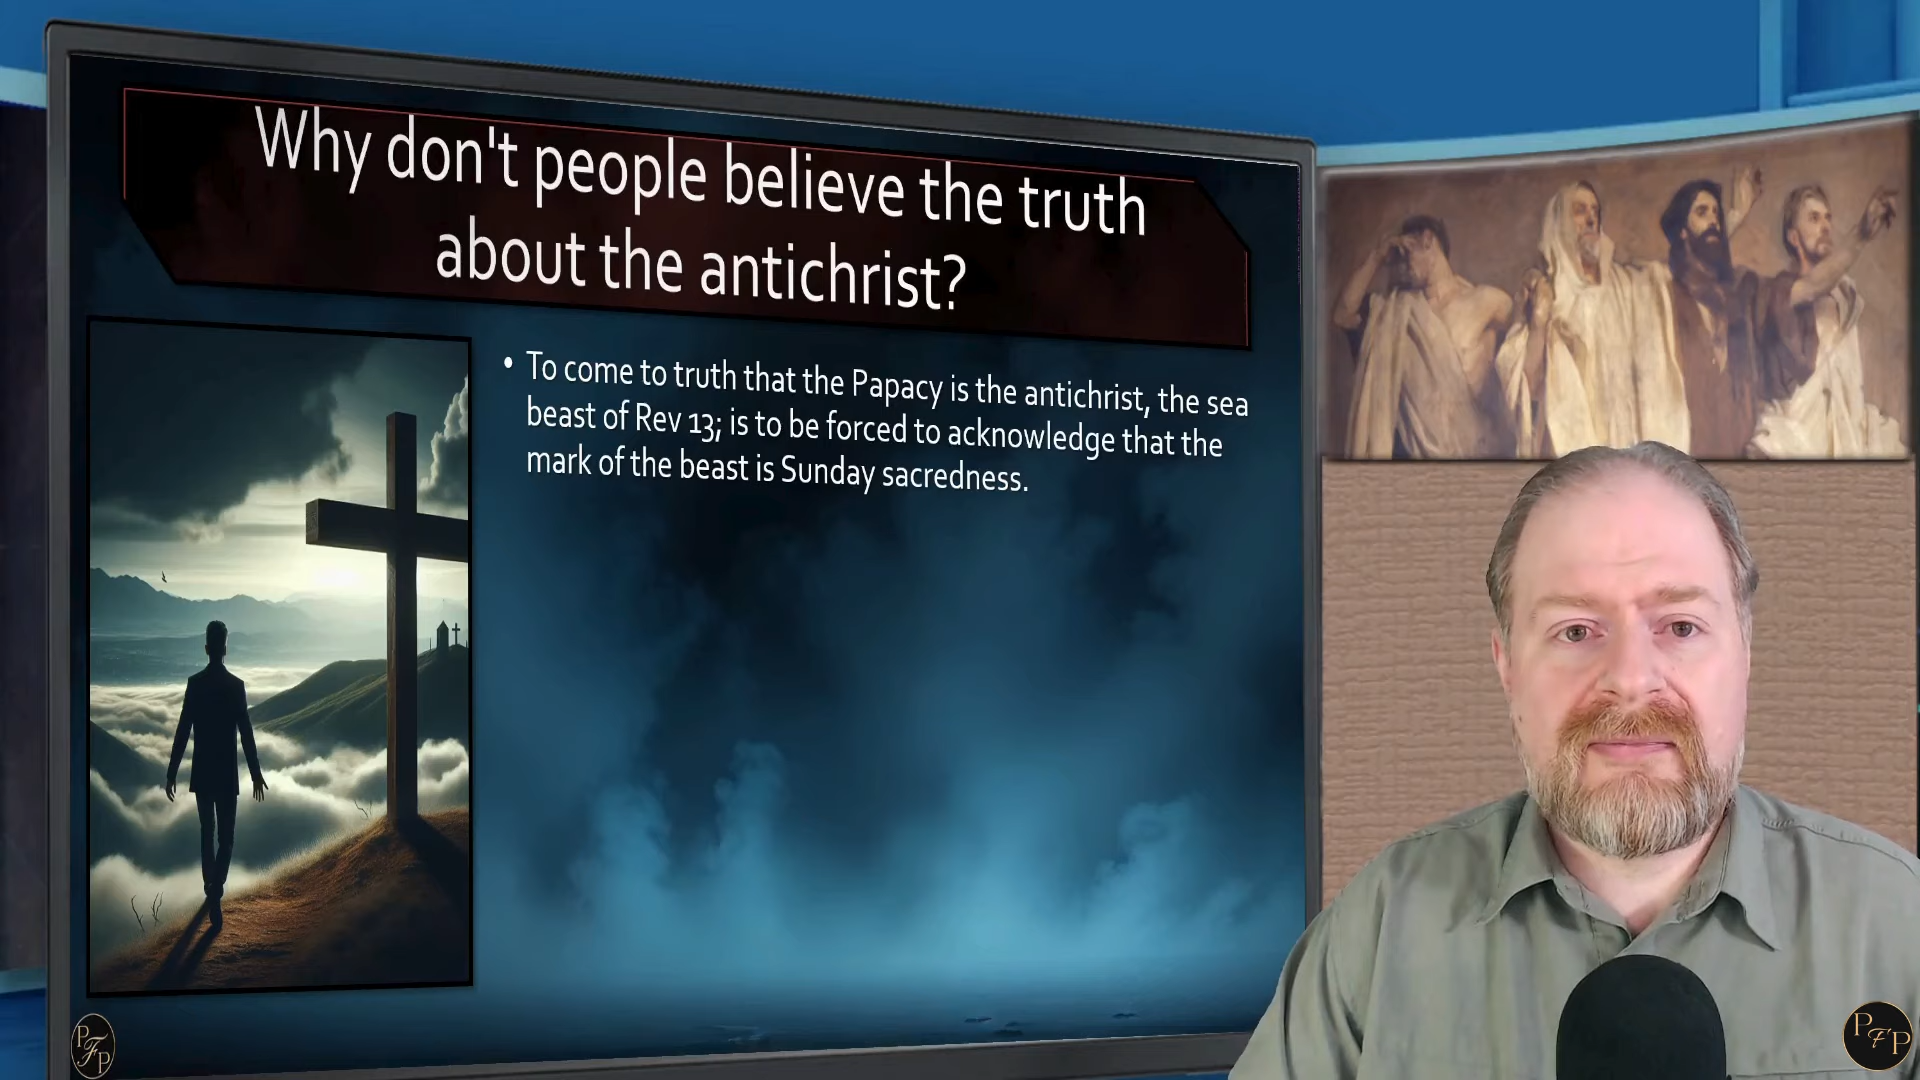 Why don't people believe the truth
about the antichrist?
• To come to truth that the Papacy is the antichrist, the sea
beast of Rev 13; is to be forced to acknowledge that the
mark of the beast is Sunday sacredness.
PFP
PFP